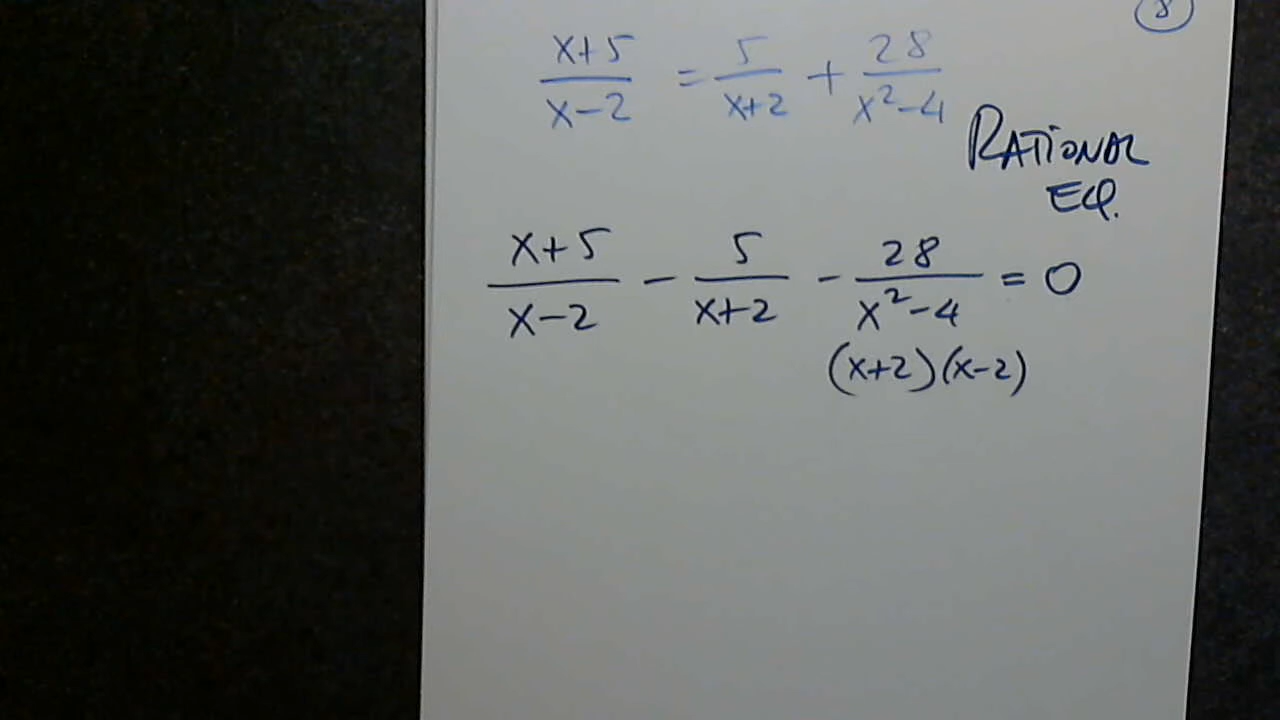 8
x+5/x-2 = 5/x+2 + 28/x²-4
RATIONAL
EQ.
x+5/x-2 - 5/x+2 - 28/x²-4 = 0
(x+2)(x-2)